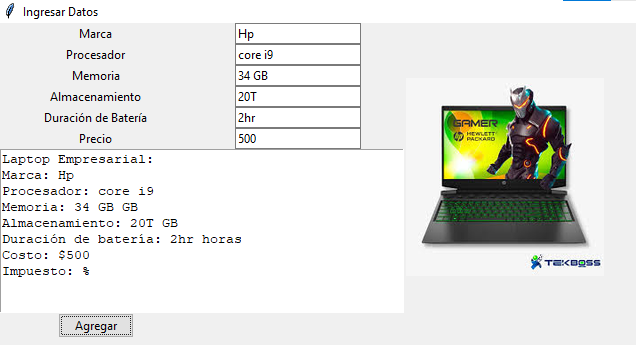 Ingresar Datos
Marca Hp
Procesador core i9
Memoria 34 GB
Almacenamiento 20T
Duración de Batería 2hr
Precio 500
Laptop Empresarial:
Marca: Hp
Procesador: core i9
Memoria: 34 GB GB
Almacenamiento: 20T GB
Duración de batería: 2hr horas
Costo: $500
Impuesto: %
Agregar
GAMER
hp HEWLETT
PACKARD
TEKBOSS